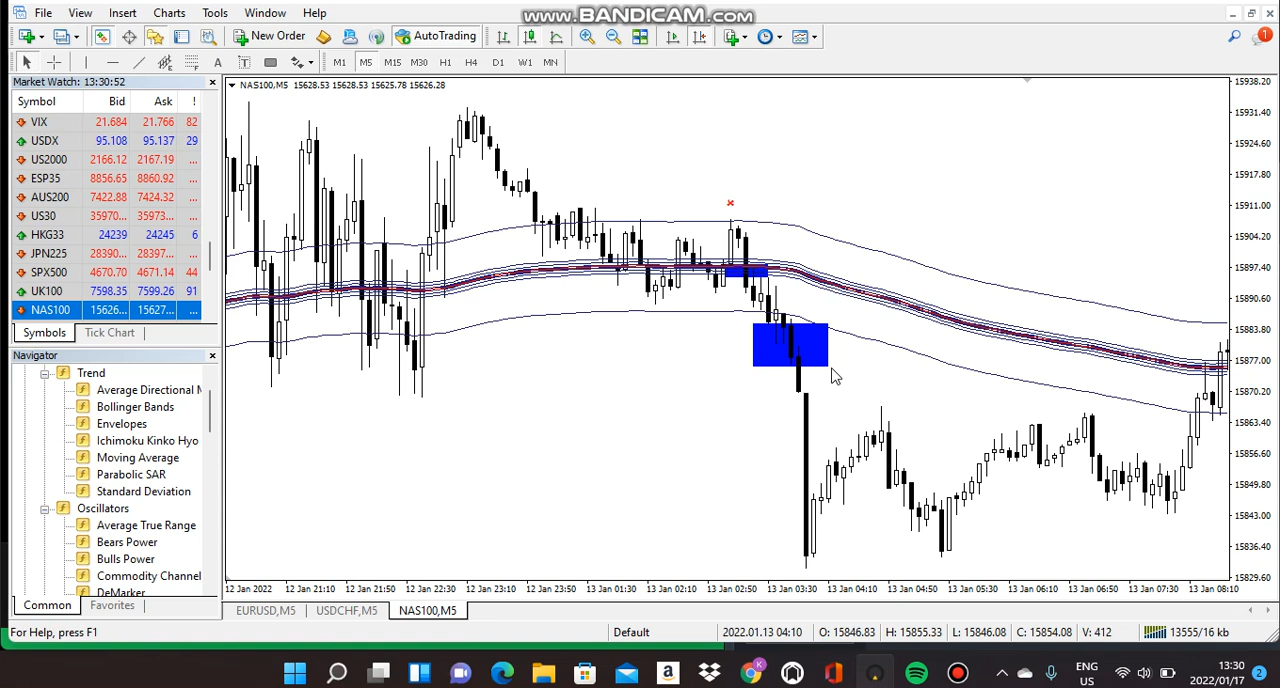 www.BANDICAM.com
File View Insert Charts Tools Window Help
New Order AutoTrading
A T M1 M5 M15 M30 H1 H4 D1 W1 MN
Market Watch: 13:30:52
Symbol Bid Ask !
VIX 21.684 21.766 82
USDX 95.108 95.137 29
US2000 2166.12 2167.19 ...
ESP35 8856.65 8860.92 ...
AUS200 7422.88 7424.32 ...
US30 35970... 35973... ...
HKG33 24239 24245 6
JPN225 28390... 28397... ...
SPX500 4670.70 4671.14 44
UK100 7598.35 7599.26 91
NAS100 15626... 15627... ...
Symbols Tick Chart
Navigator
Trend
Average Directional M
Bollinger Bands
Envelopes
Ichimoku Kinko Hyo
Moving Average
Parabolic SAR
Standard Deviation
Oscillators
Average True Range
Bears Power
Bulls Power
Commodity Channel
DeMarker
Common Favorites
NAS100,M5 15628.53 15628.53 15625.78 15626.28
15938.20
15931.40
15924.60
15917.80
15911.00
15904.20
15897.40
15890.60
15883.80
15877.00
15870.20
15863.40
15856.60
15849.80
15843.00
15836.40
15829.60
12 Jan 2022 12 Jan 21:10 12 Jan 21:50 12 Jan 22:30 12 Jan 23:10 13 Jan 01:30 13 Jan 02:10 13 Jan 02:50 13 Jan 03:30 13 Jan 04:10 13 Jan 04:50 13 Jan 05:30 13 Jan 06:10 13 Jan 06:50 13 Jan 07:30 13 Jan 08:10
EURUSD,M5 USDCHF,M5 NAS100,M5
For Help, press F1 Default 2022.01.13 04:10 O: 15846.83 H: 15855.33 L: 15846.08 C: 15854.08 V: 412 13555/16 kb
ENG
US
13:30
2022/01/17
2